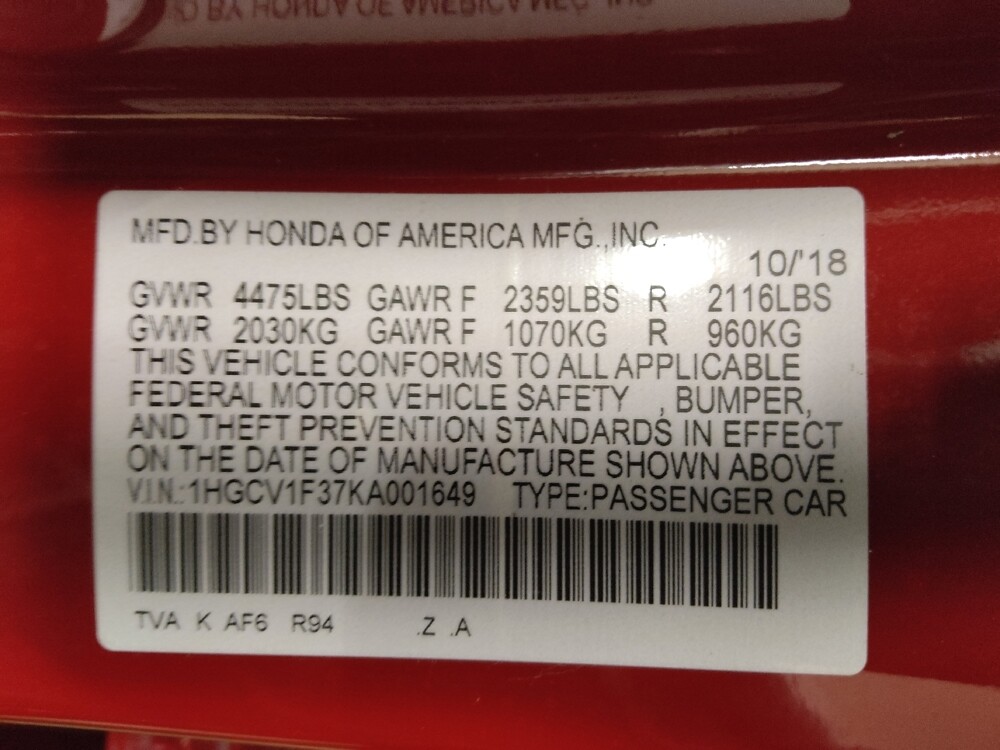 MFD.BY HONDA OF AMERICA MFG.,INC.
10/'18
GVWR 4475LBS GAWR F 2359LBS R 2116LBS
GVWR 2030KG GAWR F 1070KG R 960KG
THIS VEHICLE CONFORMS TO ALL APPLICABLE
FEDERAL MOTOR VEHICLE SAFETY , BUMPER,
AND THEFT PREVENTION STANDARDS IN EFFECT
ON THE DATE OF MANUFACTURE SHOWN ABOVE.
V.I.N.:1HGCV1F37KA001649 TYPE:PASSENGER CAR
TVA K AF6 R94 .Z .A